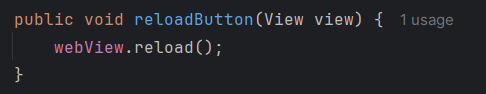 public void reloadButton(View view) { 1 usage
    webView.reload();
}